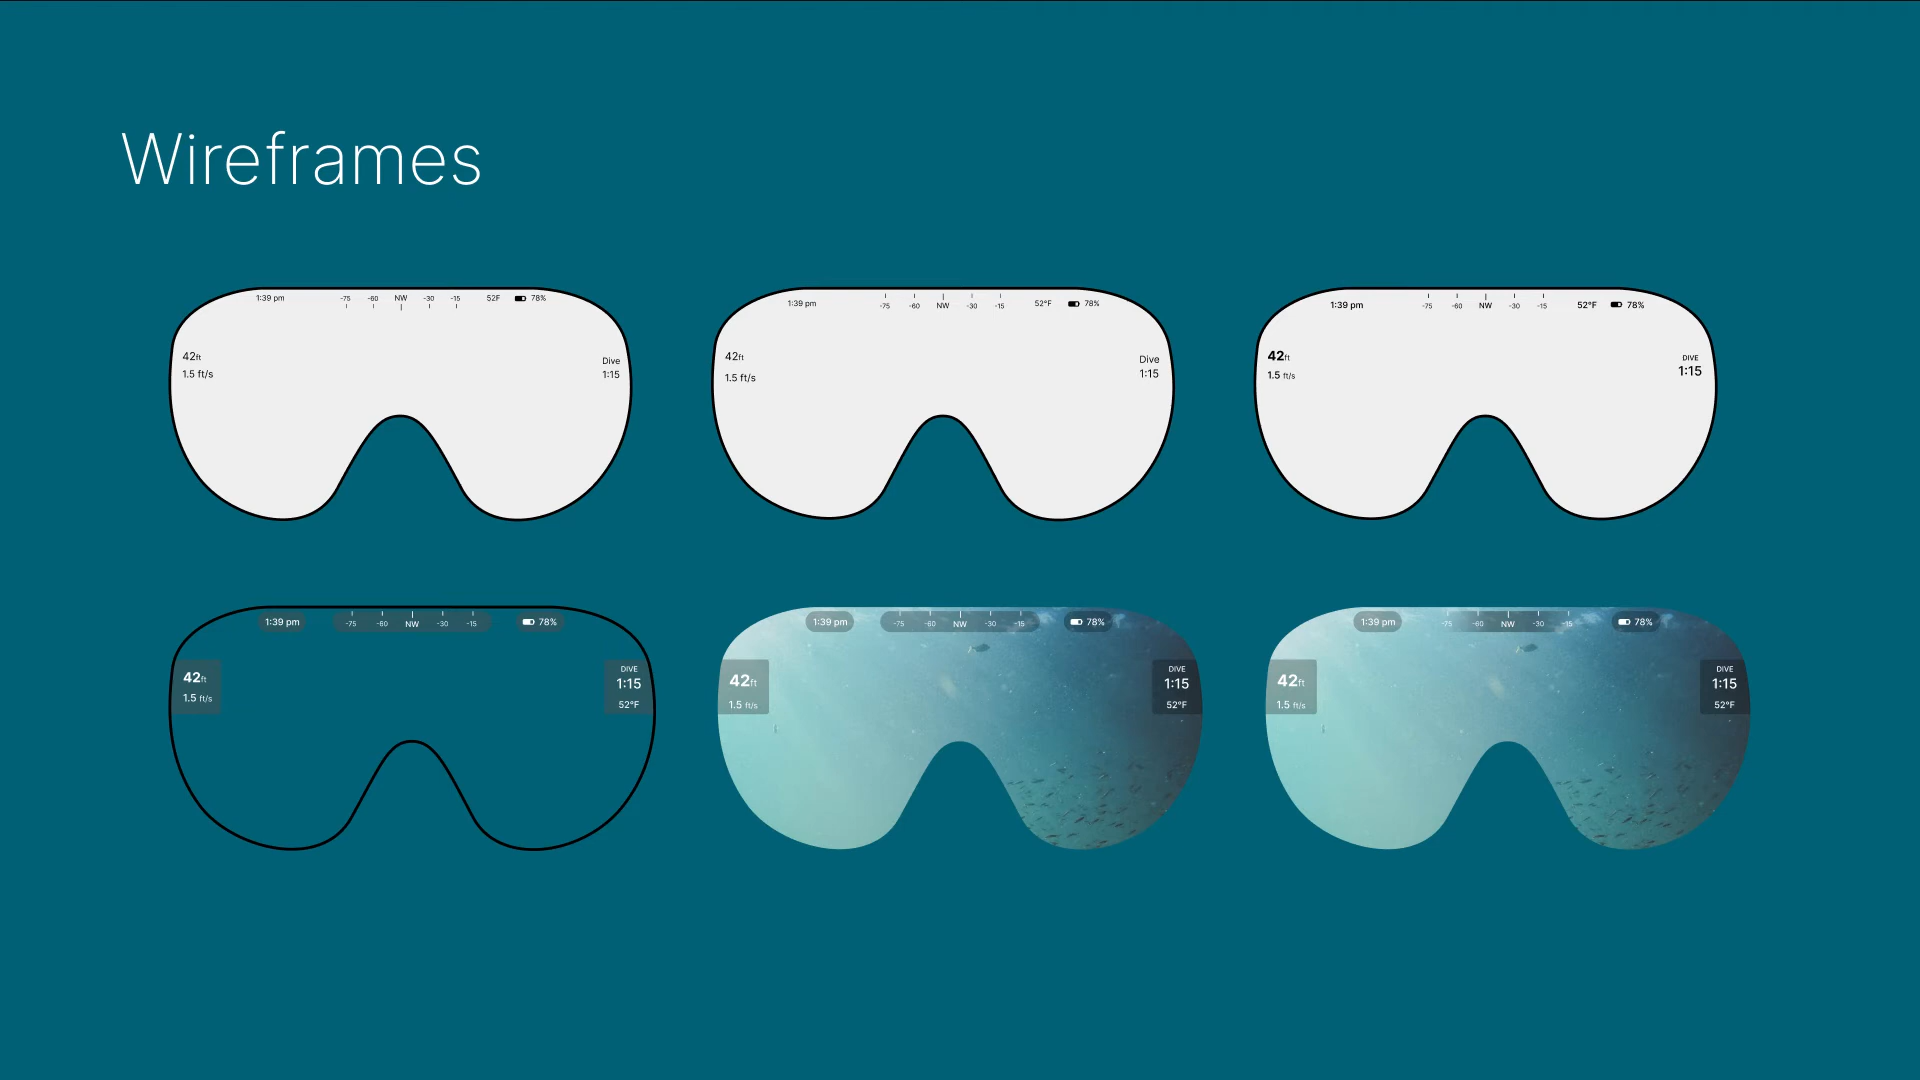 Wireframes
1:39 pm -75 -60 NW -30 -15 52F 78%
42ft
1.5 ft/s
Dive
1:15
1:39 pm -75 -60 NW -30 -15 52°F 78%
42ft
1.5 ft/s
Dive
1:15
1:39 pm -75 -60 NW -30 -15 52°F 78%
42ft
1.5 ft/s
DIVE
1:15
1:39 pm -75 -60 NW -30 -15 78%
42ft
1.5 ft/s
DIVE
1:15
52°F
1:39 pm -75 -60 NW -30 -15 78%
42ft
1.5 ft/s
DIVE
1:15
52°F
1:39 pm -75 -60 NW -30 -15 78%
42ft
1.5 ft/s
DIVE
1:15
52°F